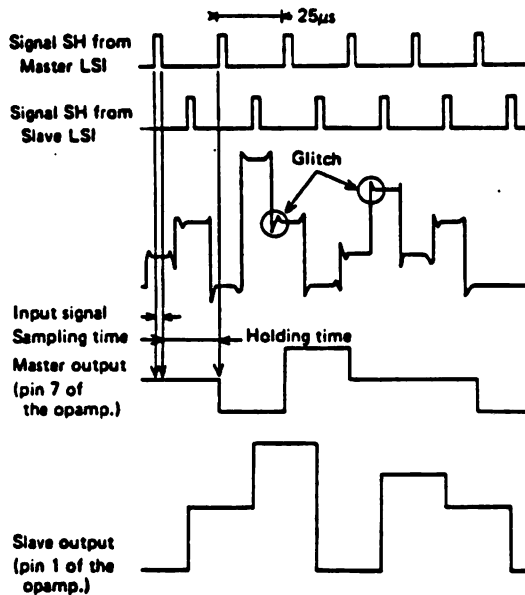 25μs
Signal SH from
Master LSI
Signal SH from
Slave LSI
Glitch
Input signal
Sampling time
Holding time
Master output
(pin 7 of
the opamp.)
Slave output
(pin 1 of the
opamp.)